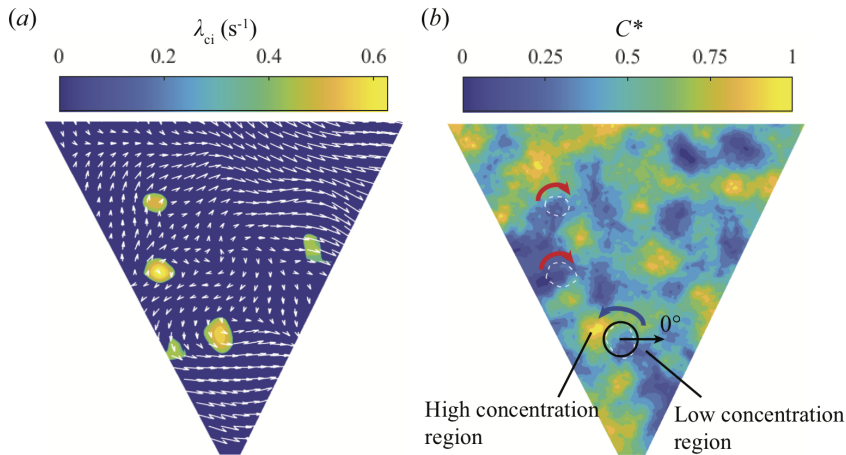 (a)
λci (s-1)
0 0.2 0.4 0.6
(b)
C*
0 0.25 0.5 0.75 1
0°
High concentration
region
Low concentration
region